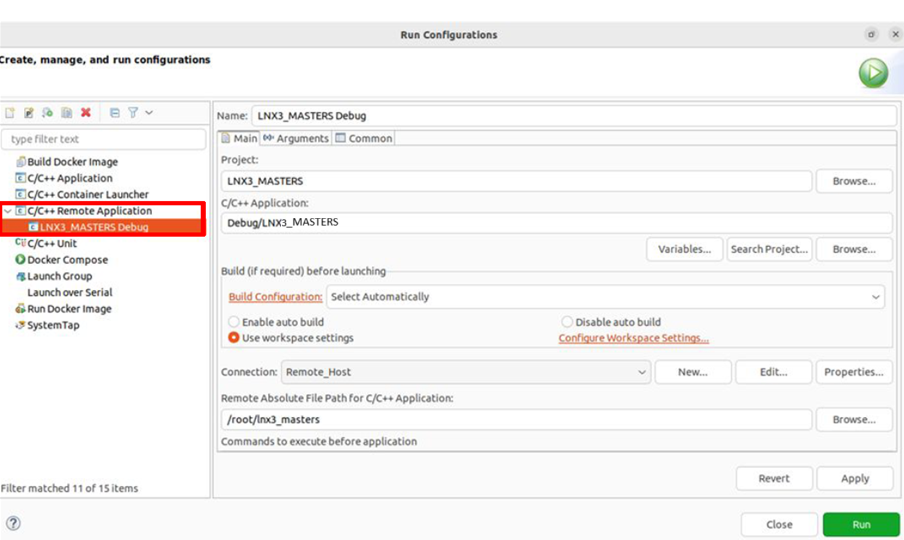 Run Configurations
Create, manage, and run configurations
Name: LNX3_MASTERS Debug
type filter text
Build Docker Image
C/C++ Application
C/C++ Container Launcher
C/C++ Remote Application
LNX3_MASTERS Debug
C/C++ Unit
Docker Compose
Launch Group
Launch over Serial
Run Docker Image
SystemTap
Filter matched 11 of 15 items
Main Arguments Common
Project:
LNX3_MASTERS Browse...
C/C++ Application:
Debug/LNX3_MASTERS
Variables... Search Project... Browse...
Build (if required) before launching
Build Configuration: Select Automatically
Enable auto build Disable auto build
Use workspace settings Configure Workspace Settings...
Connection: Remote_Host New... Edit... Properties...
Remote Absolute File Path for C/C++ Application:
/root/lnx3_masters Browse...
Commands to execute before application
Revert Apply
? Close Run